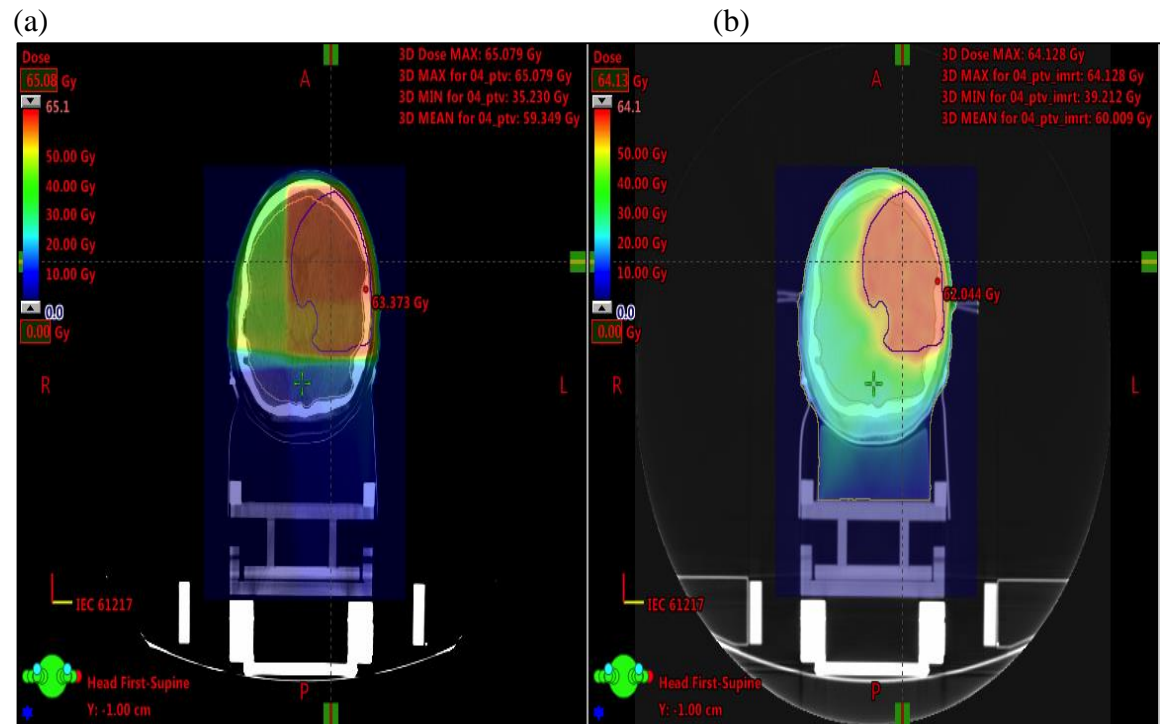 (a)
(b)
Dose
65.08 Gy
65.1
50.00 Gy
40.00 Gy
30.00 Gy
20.00 Gy
10.00 Gy
0.0
0.00 Gy
A
3D Dose MAX: 65.079 Gy
3D MAX for 04_ptv: 65.079 Gy
3D MIN for 04_ptv: 35.230 Gy
3D MEAN for 04_ptv: 59.349 Gy
63.373 Gy
R
L
IEC 61217
Head First-Supine
Y: -1.00 cm
P
Dose
64.13 Gy
64.1
50.00 Gy
40.00 Gy
30.00 Gy
20.00 Gy
10.00 Gy
0.0
0.00 Gy
A
3D Dose MAX: 64.128 Gy
3D MAX for 04_ptv_imrt: 64.128 Gy
3D MIN for 04_ptv_imrt: 39.212 Gy
3D MEAN for 04_ptv_imrt: 60.009 Gy
62.044 Gy
R
L
IEC 61217
Head First-Supine
Y: -1.00 cm
P